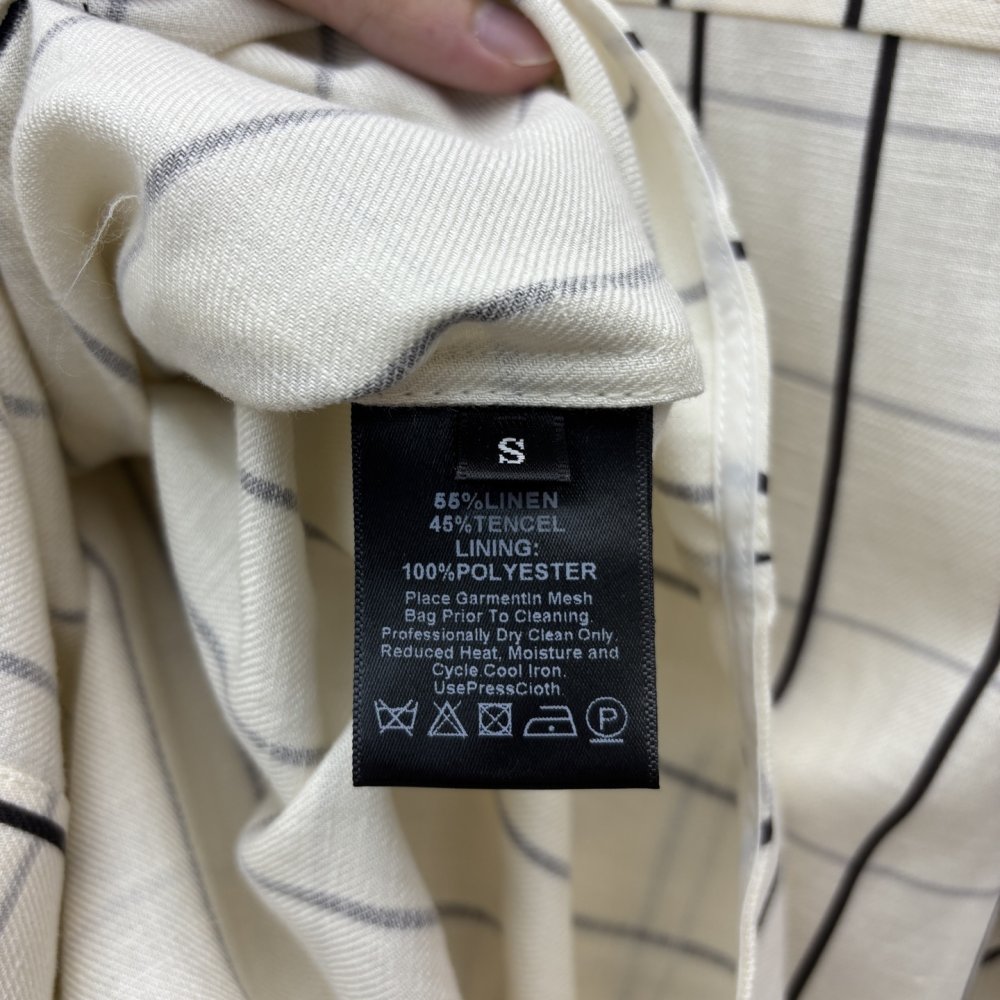 S
55%LINEN
45%TENCEL
LINING:
100%POLYESTER
Place GarmentIn Mesh
Bag Prior To Cleaning.
Professionally Dry Clean Only.
Reduced Heat, Moisture and
Cycle.Cool Iron.
UsePressCloth
P